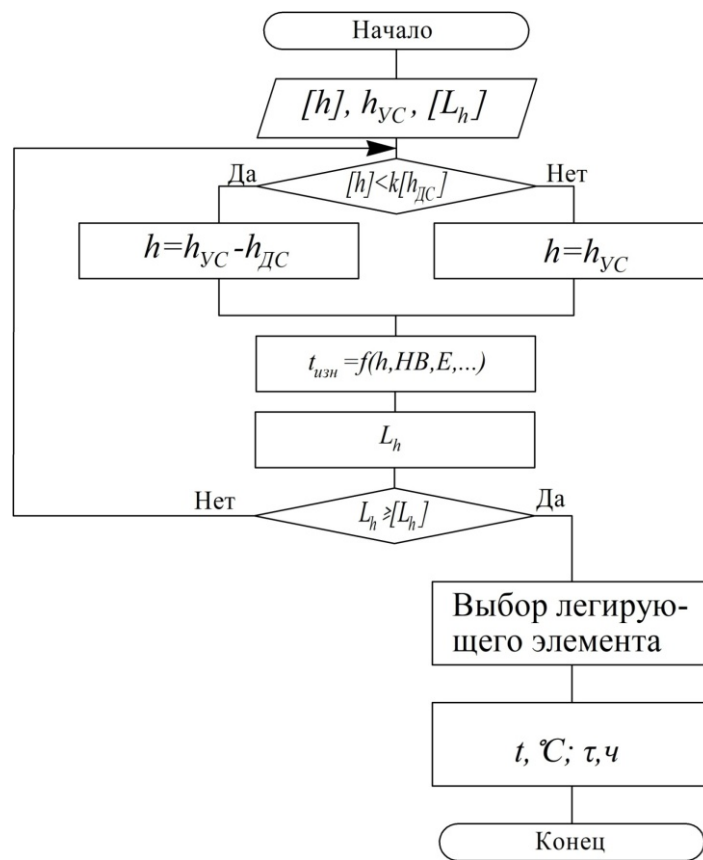 Начало
[h], h_УС, [L_h]
Да
[h]<k[h_ДС]
Нет
h=h_УС-h_ДС
h=h_УС
t_изн=f(h,HB,E,...)
L_h
Нет
L_h⩾[L_h]
Да
Выбор легирую-
щего элемента
t,℃; τ,ч
Конец